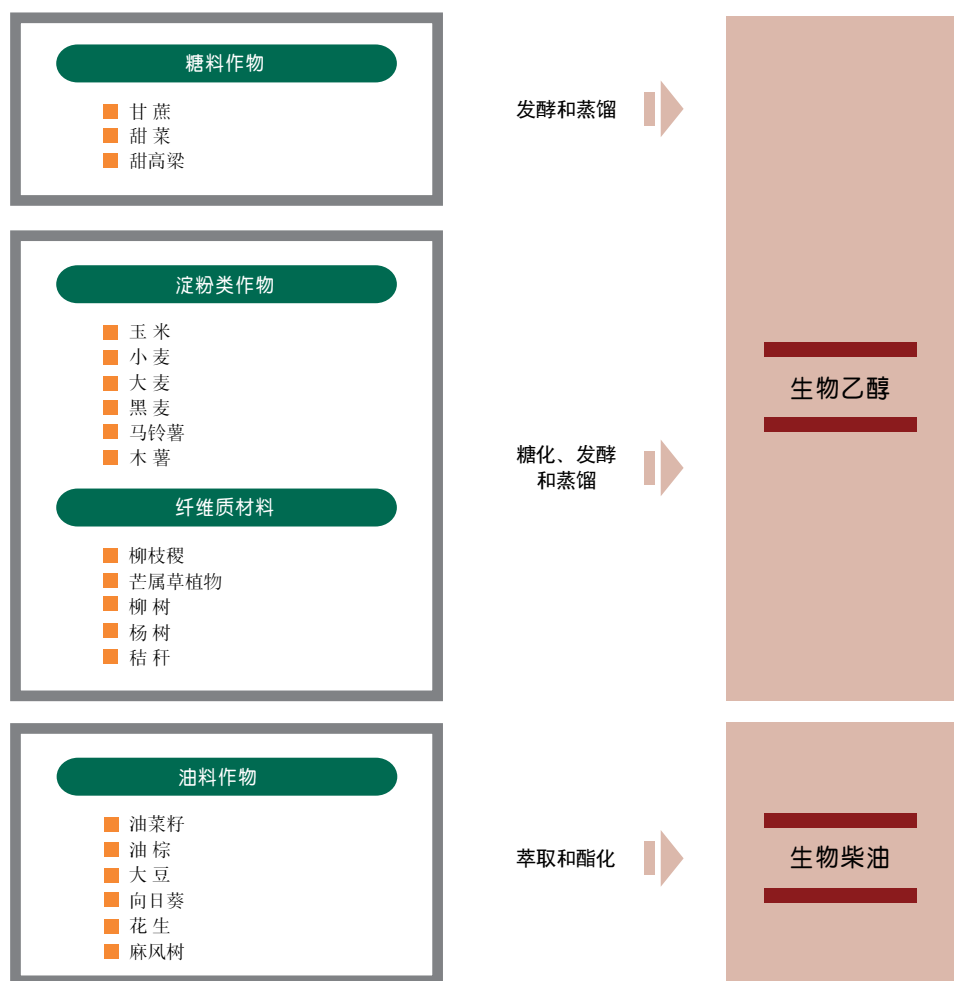 糖料作物
甘 蔗
甜 菜
甜高粱
发酵和蒸馏
淀粉类作物
玉 米
小 麦
大 麦
黑 麦
马铃薯
木 薯
纤维质材料
柳枝稷
芒属草植物
柳 树
杨 树
秸 秆
糖化、发酵
和蒸馏
生物乙醇
油料作物
油菜籽
油 棕
大 豆
向日葵
花 生
麻风树
萃取和酯化
生物柴油